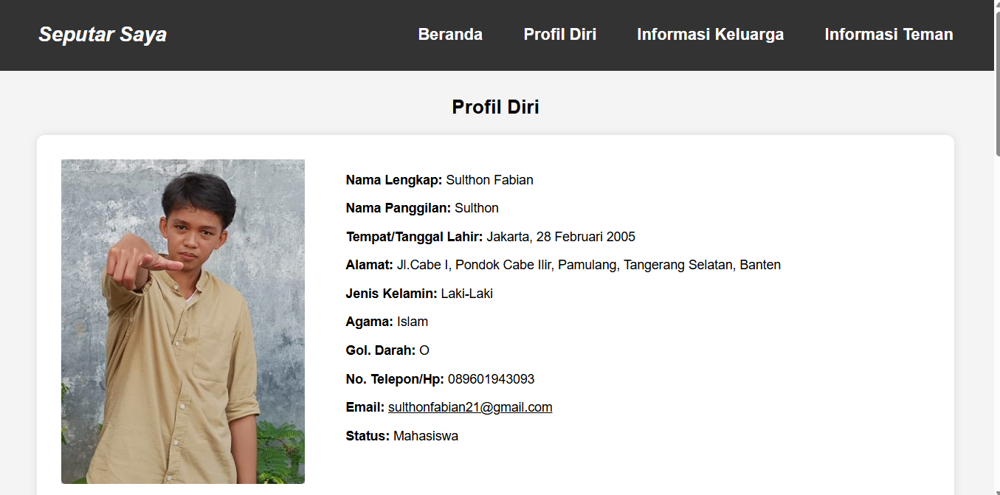 Seputar Saya Beranda Profil Diri Informasi Keluarga Informasi Teman
Profil Diri
Nama Lengkap: Sulthon Fabian
Nama Panggilan: Sulthon
Tempat/Tanggal Lahir: Jakarta, 28 Februari 2005
Alamat: Jl.Cabe I, Pondok Cabe Ilir, Pamulang, Tangerang Selatan, Banten
Jenis Kelamin: Laki-Laki
Agama: Islam
Gol. Darah: O
No. Telepon/Hp: 089601943093
Email: sulthonfabian21@gmail.com
Status: Mahasiswa